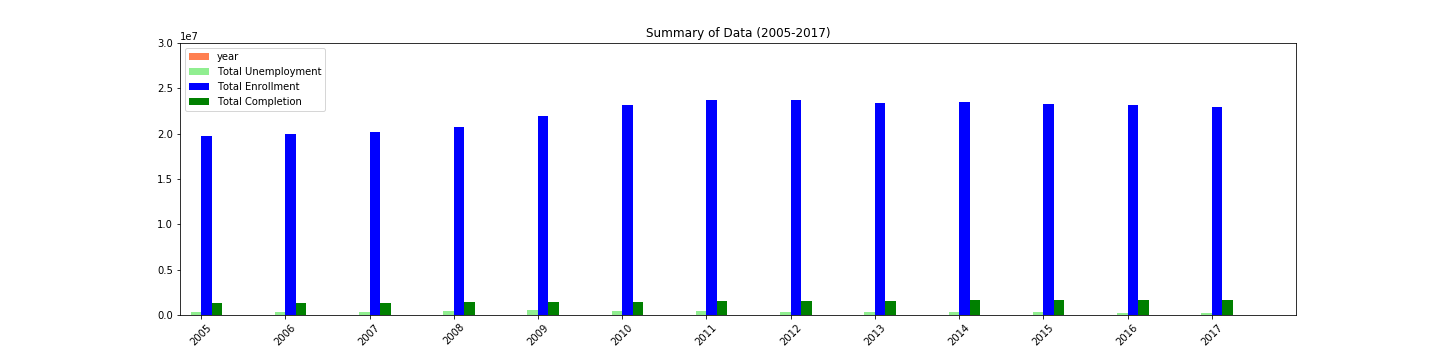 Summary of Data (2005-2017)
1e7
year
Total Unemployment
Total Enrollment
Total Completion
3.0
2.5
2.0
1.5
1.0
0.5
0.0
2005 2006 2007 2008 2009 2010 2011 2012 2013 2014 2015 2016 2017